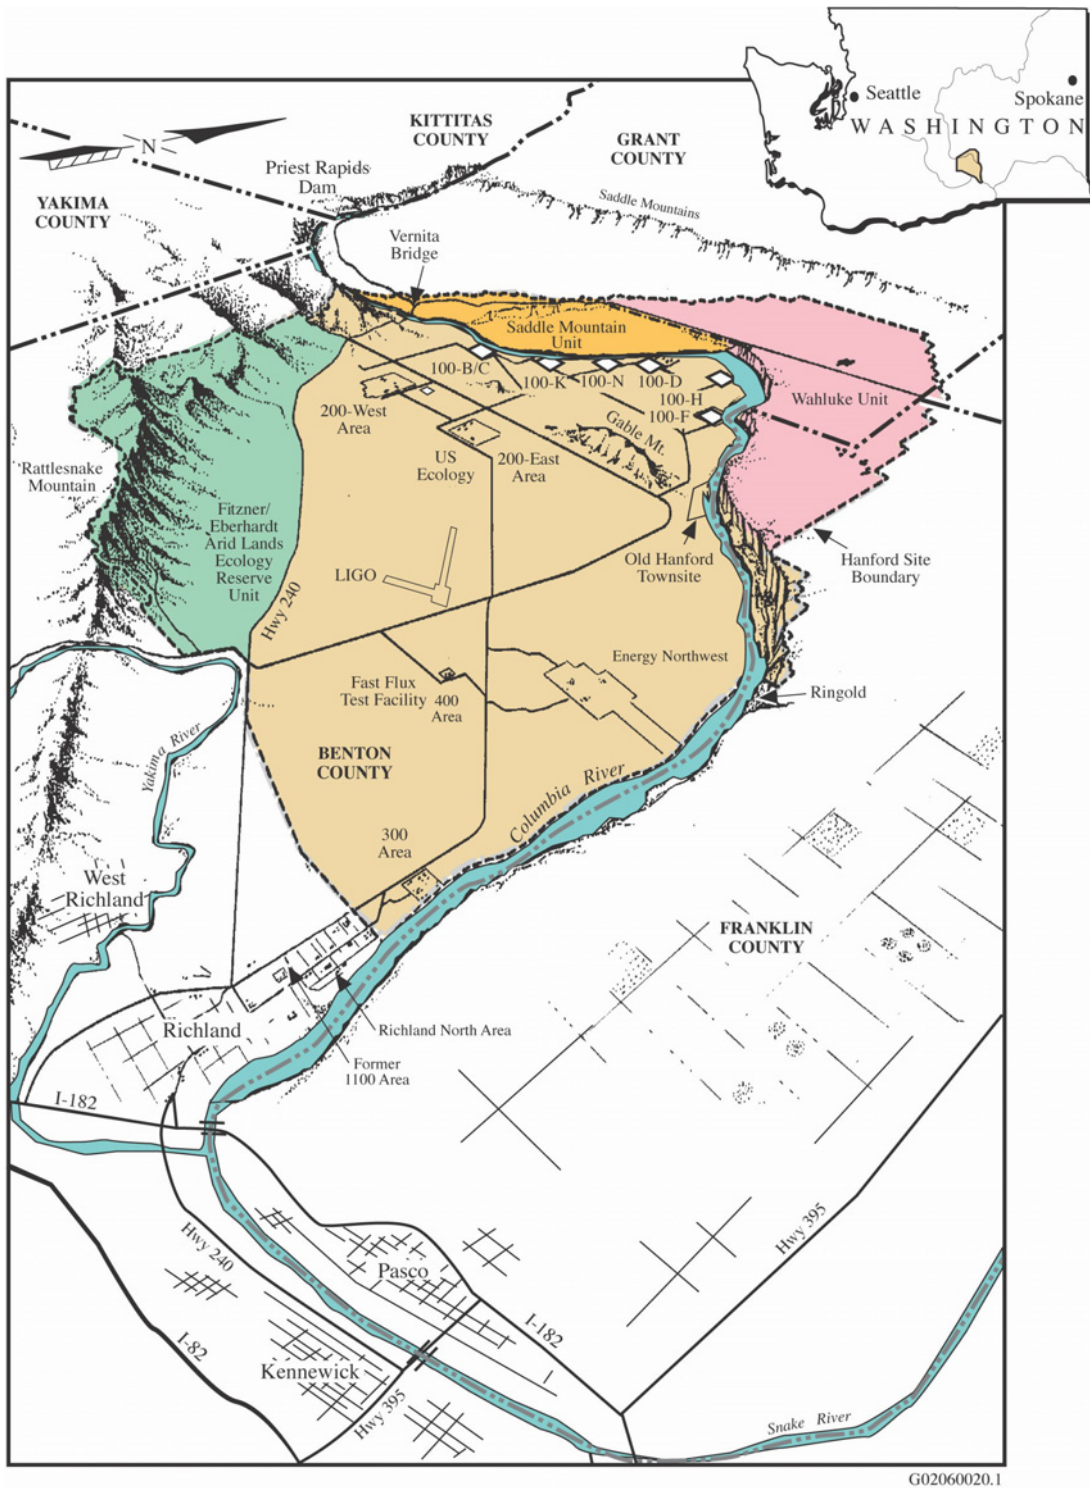 Seattle
Spokane
WASHINGTON
KITTITAS
COUNTY
GRANT
COUNTY
N
Priest Rapids
Dam
YAKIMA
COUNTY
Saddle Mountains
Vernita
Bridge
Saddle Mountain
Unit
100-B/C
100-K
100-N
100-D
100-H
100-F
Wahluke Unit
200-West
Area
Gable Mt.
US
Ecology
200-East
Area
Rattlesnake
Mountain
Fitzner/
Eberhardt
Arid Lands
Ecology
Reserve
Unit
Old Hanford
Townsite
Hanford Site
Boundary
LIGO
Hwy 240
Energy Northwest
Fast Flux
Test Facility
400
Area
Ringold
Yakima River
BENTON
COUNTY
Columbia River
300
Area
West
Richland
FRANKLIN
COUNTY
Richland
Richland North Area
Former
1100 Area
I-182
Hwy 240
Hwy 395
Pasco
I-182
I-82
Kennewick
Hwy 395
Snake River
G02060020.1